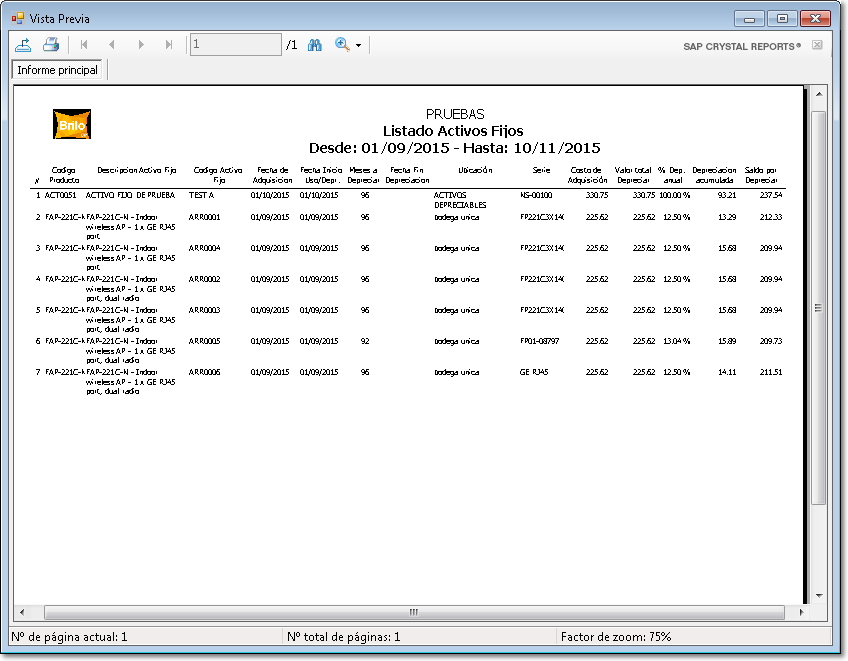 Vista Previa
1 /1 SAP CRYSTAL REPORTS®
Informe principal
Brilo
PRUEBAS
Listado Activos Fijos
Desde: 01/09/2015 - Hasta: 10/11/2015
Codigo Descripcion Activo Fijo Codigo Activo Fecha de Fecha Inicio Meses a Fecha Fin Ubicación Serie Costo de Valor total % Dep. Depreciacion Saldo por
# Producto Fijo Adquisicion Uso/Depr. Depreciar Depreciacion Adquisición Depreciar anual acumulada Depreciar
1 ACT0051 ACTIVO FIJO DE PRUEBA TEST A 01/10/2015 01/10/2015 96 ACTIVOS NS-00100 330.75 330.75 100.00 % 93.21 237.54
DEPRECIABLES
2 FAP-221C-N FAP-221C-N - Indoor ARR0001 01/09/2015 01/09/2015 96 bodega unica FP221C3X14( 225.62 225.62 12.50 % 13.29 212.33
wireless AP - 1 x GE RJ45
port,
3 FAP-221C-N FAP-221C-N - Indoor ARR0004 01/09/2015 01/09/2015 96 bodega unica FP221C3X14( 225.62 225.62 12.50 % 15.68 209.94
wireless AP - 1 x GE RJ45
port,
4 FAP-221C-N FAP-221C-N - Indoor ARR0002 01/09/2015 01/09/2015 96 bodega unica FP221C3X14( 225.62 225.62 12.50 % 15.68 209.94
wireless AP - 1 x GE RJ45
port, dual radio
5 FAP-221C-N FAP-221C-N - Indoor ARR0003 01/09/2015 01/09/2015 96 bodega unica FP221C3X14( 225.62 225.62 12.50 % 15.68 209.94
wireless AP - 1 x GE RJ45
port, dual radio
6 FAP-221C-N FAP-221C-N - Indoor ARR0005 01/09/2015 01/09/2015 92 bodega unica FP01-08797 225.62 225.62 13.04 % 15.89 209.73
wireless AP - 1 x GE RJ45
port, dual radio
7 FAP-221C-N FAP-221C-N - Indoor ARR0006 01/09/2015 01/09/2015 96 bodega unica GE RJ45 225.62 225.62 12.50 % 14.11 211.51
wireless AP - 1 x GE RJ45
port, dual radio
Nº de página actual: 1 Nº total de páginas: 1 Factor de zoom: 75%